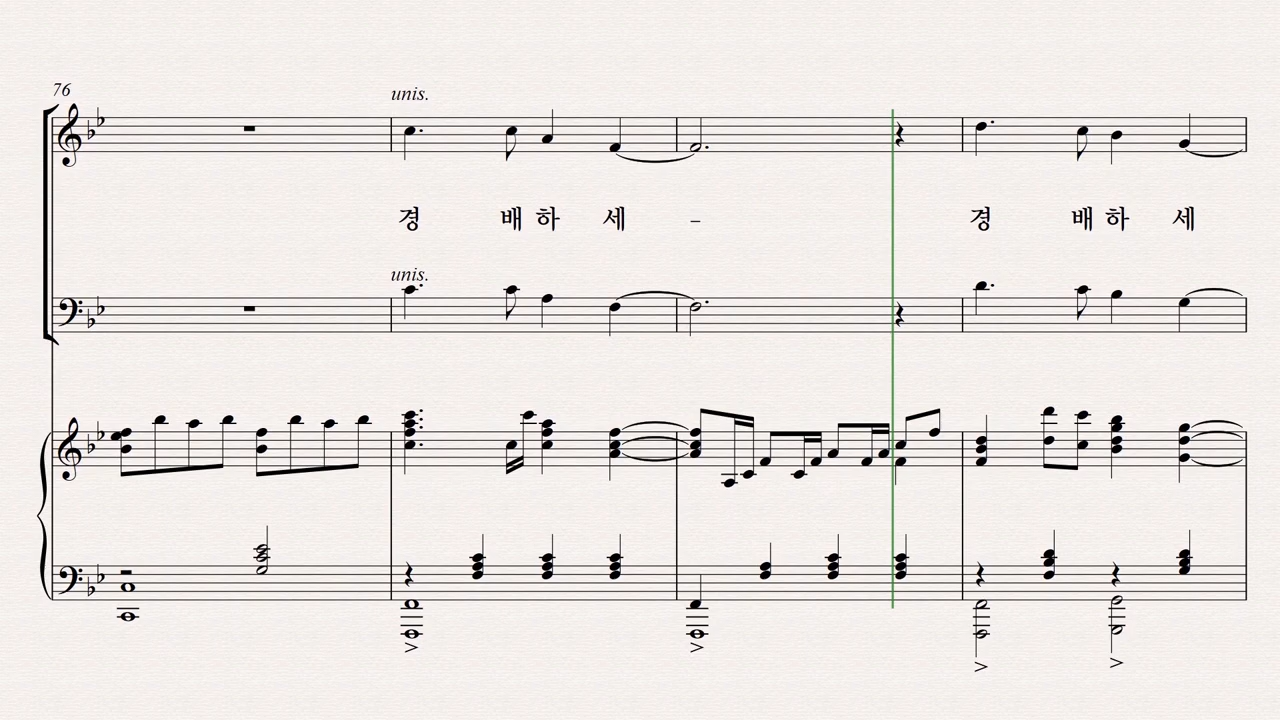 76
unis.
경 배 하 세 – 경 배 하 세
unis.